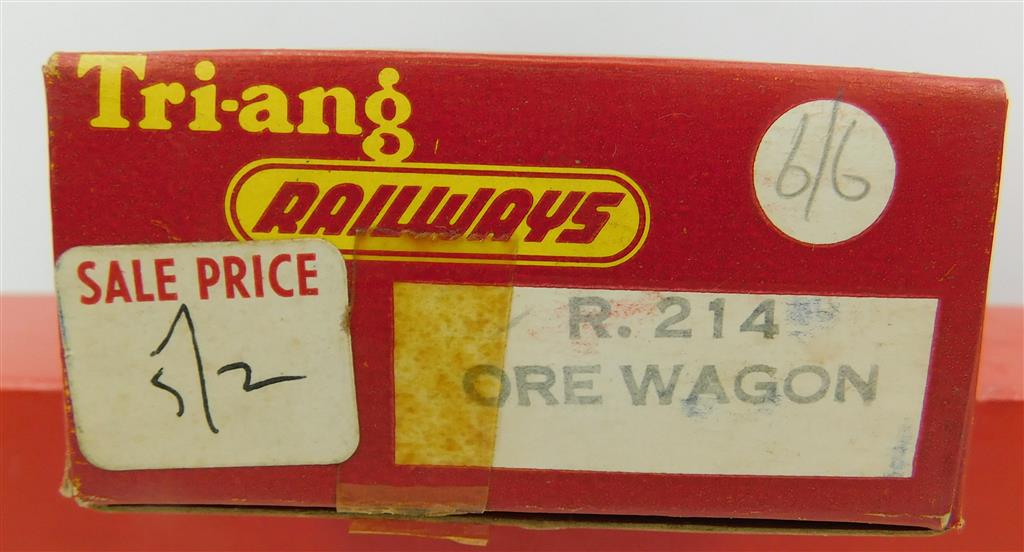 Tri-ang
RAILWAYS
6/6
SALE PRICE
5/2
R. 214
ORE WAGON